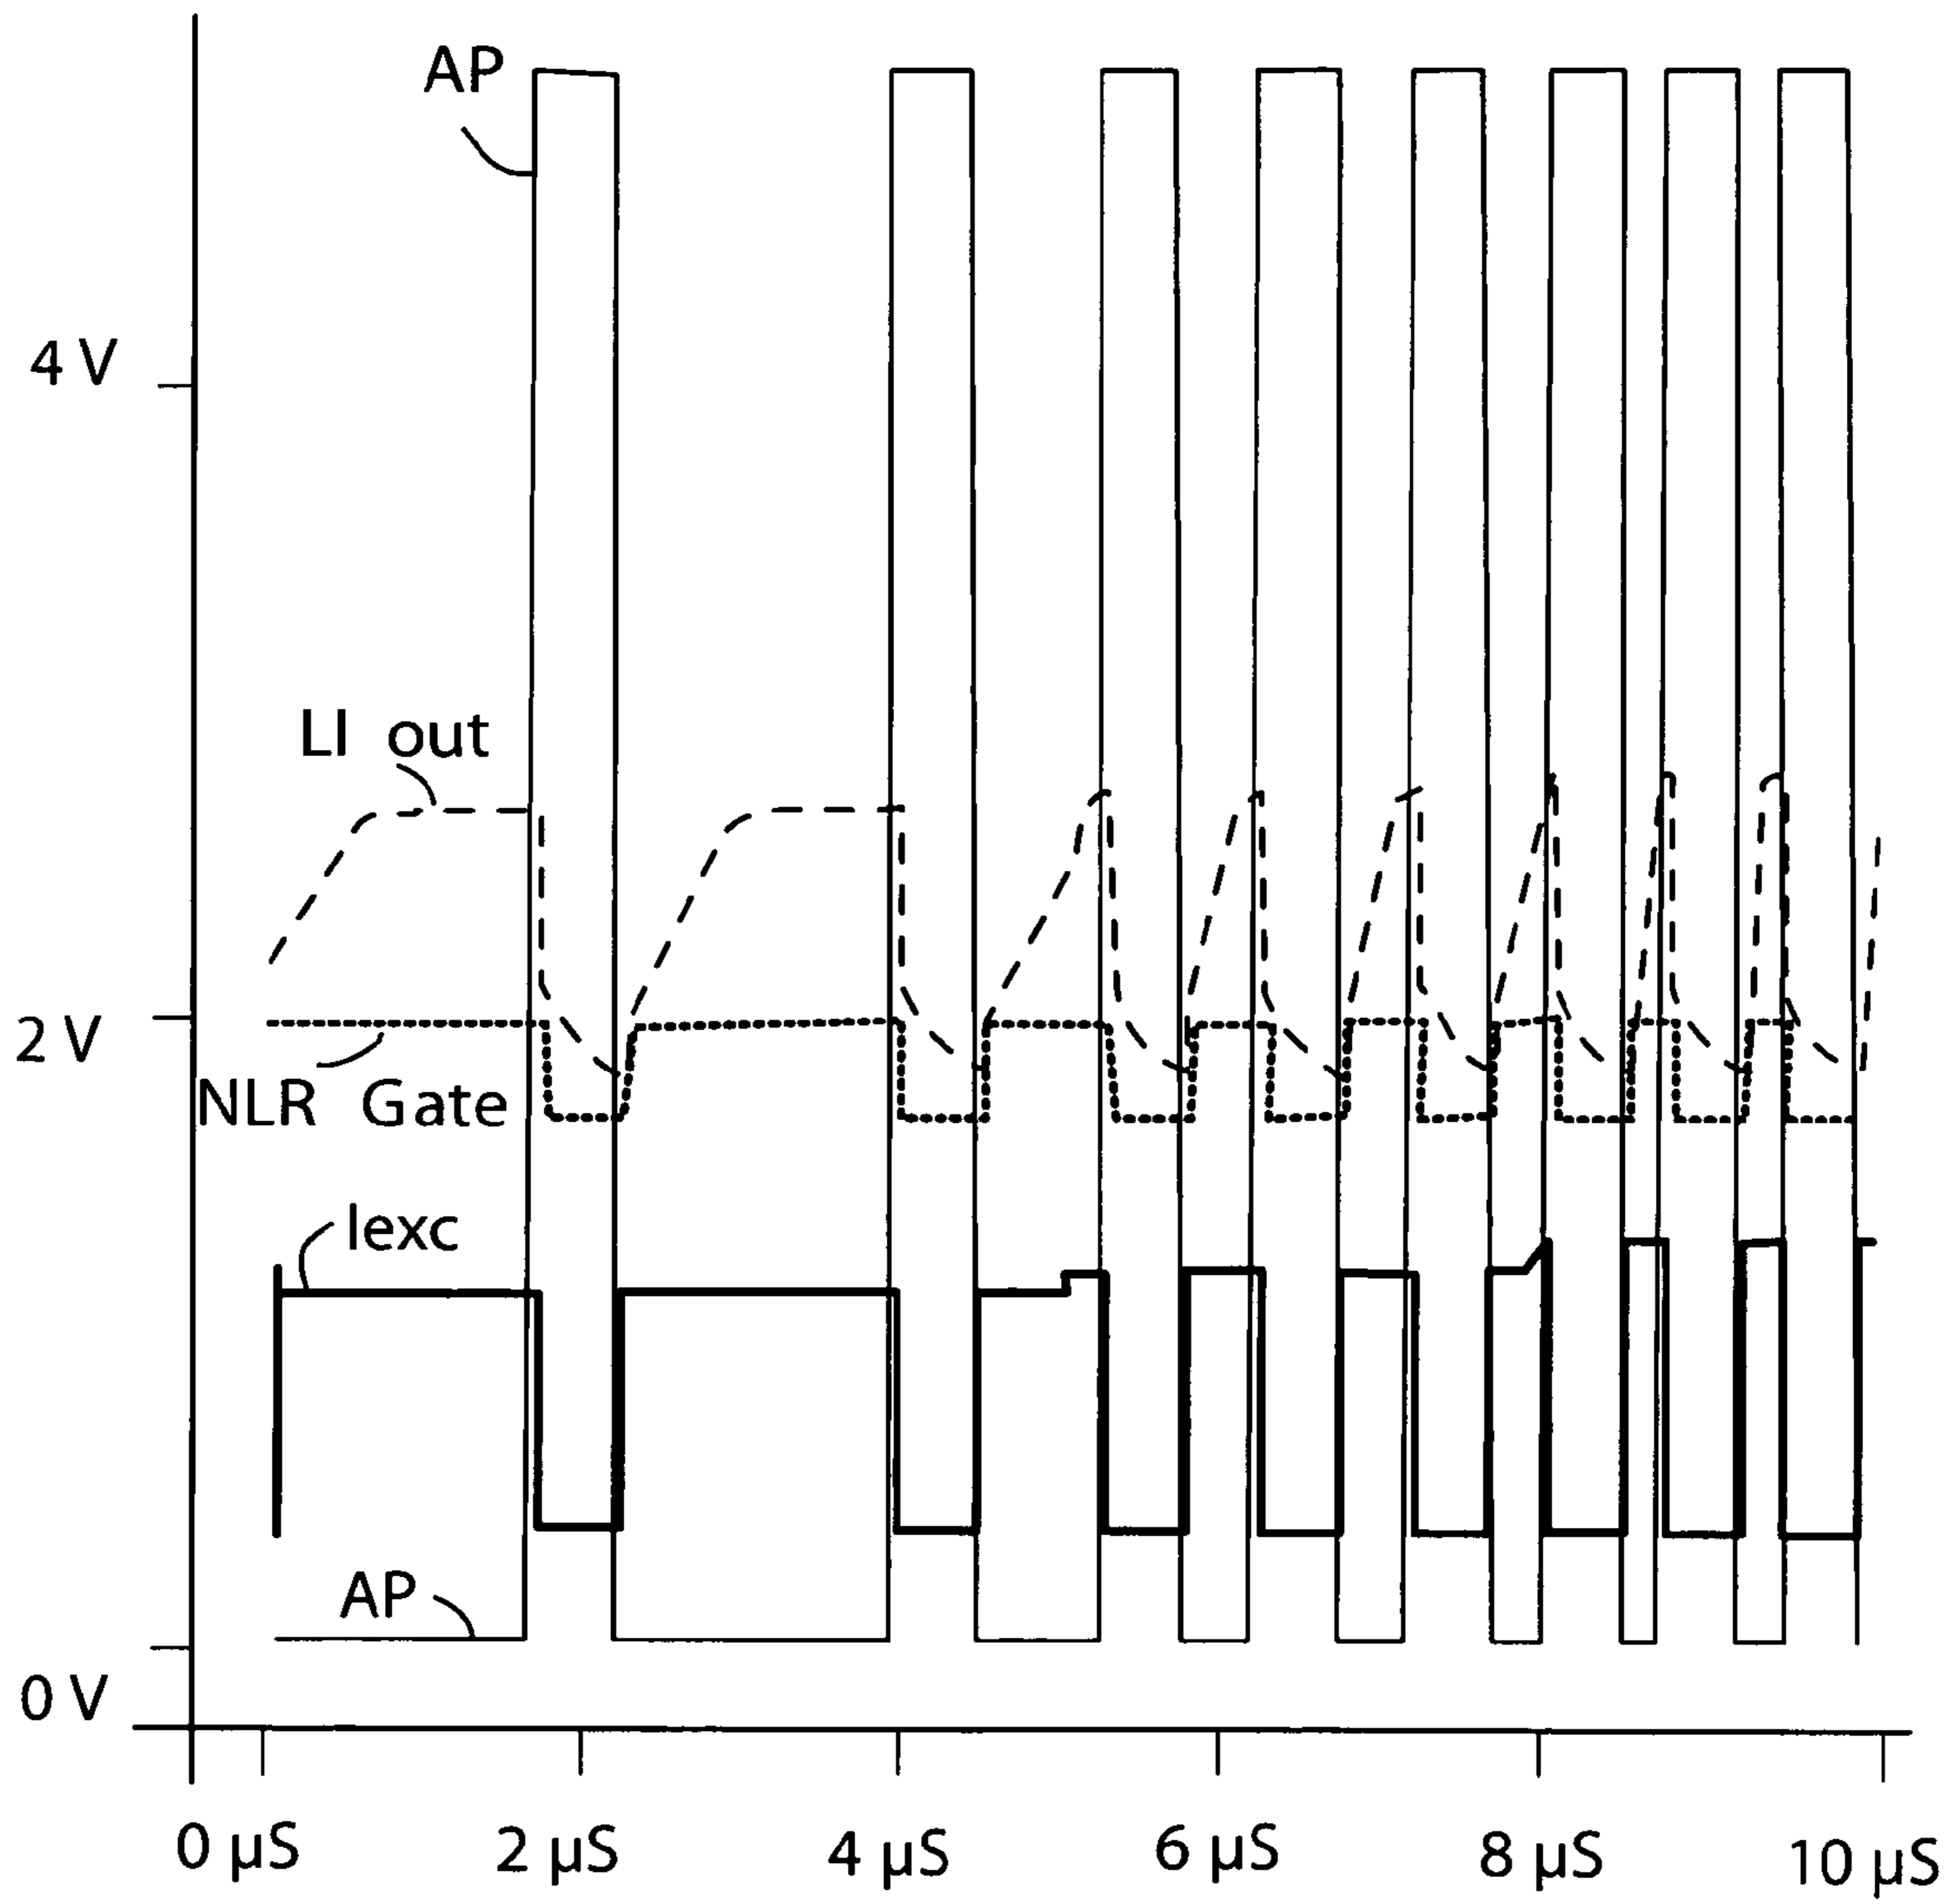 AP
4 V
LI out
2 V
NLR Gate
Iexc
AP
0 V
0 µS 2 µS 4 µS 6 µS 8 µS 10 µS